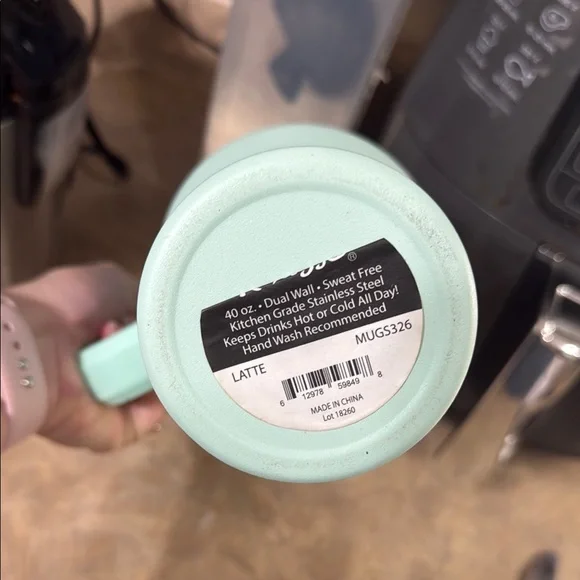 40 oz. • Dual Wall • Sweat Free
Kitchen Grade Stainless Steel
Keeps Drinks Hot or Cold All Day!
Hand Wash Recommended
LATTE MUGS326
6 12978 59849 8
MADE IN CHINA
Lot 18260